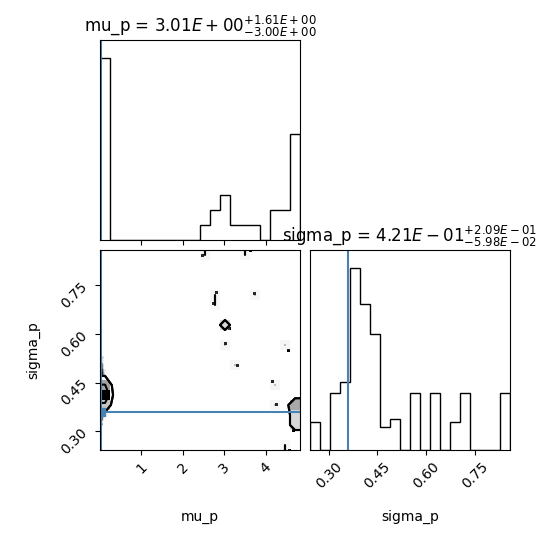 mu_p = 3.01E + 00^{+1.61E+00}_{-3.00E+00}
sigma_p = 4.21E − 01^{+2.09E-01}_{-5.98E-02}
0.75
0.60
0.45
0.30
sigma_p
1 2 3 4
mu_p
0.30 0.45 0.60 0.75
sigma_p